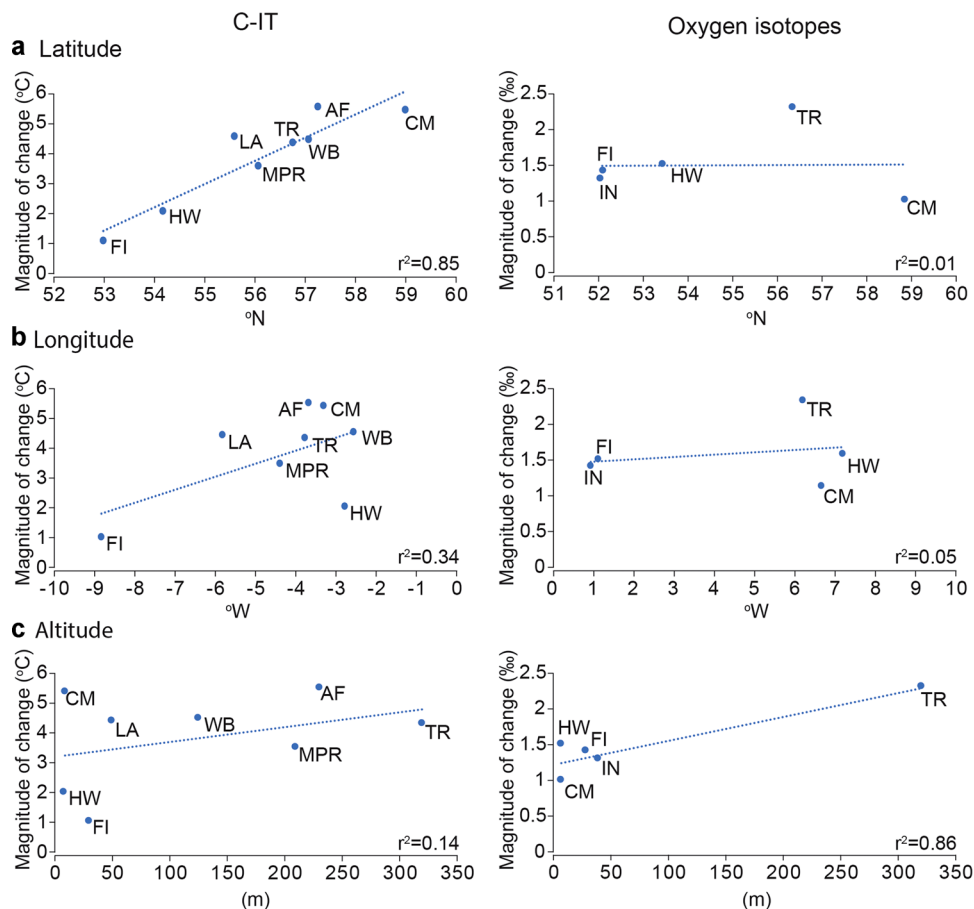 C-IT
Oxygen isotopes
a Latitude
Magnitude of change (°C)
6
5
4
3
2
1
0
52 53 54 55 56 57 58 59 60
°N
FI
HW
LA
MPR
TR
WB
AF
CM
r²=0.85
Magnitude of change (‰)
2.5
2
1.5
1
0.5
0
51 52 53 54 55 56 57 58 59 60
°N
FI
IN
HW
TR
CM
r²=0.01
b Longitude
Magnitude of change (°C)
6
5
4
3
2
1
0
-10 -9 -8 -7 -6 -5 -4 -3 -2 -1 0
°W
FI
LA
AF
CM
TR
MPR
WB
HW
r²=0.34
Magnitude of change (‰)
2.5
2
1.5
1
0.5
0
0 1 2 3 4 5 6 7 8 9 10
°W
FI
IN
TR
HW
CM
r²=0.05
c Altitude
Magnitude of change (°C)
6
5
4
3
2
1
0
0 50 100 150 200 250 300 350
(m)
CM
LA
WB
AF
MPR
TR
HW
FI
r²=0.14
Magnitude of change (‰)
2.5
2
1.5
1
0.5
0
0 50 100 150 200 250 300 350
(m)
HW
FI
IN
CM
TR
r²=0.86